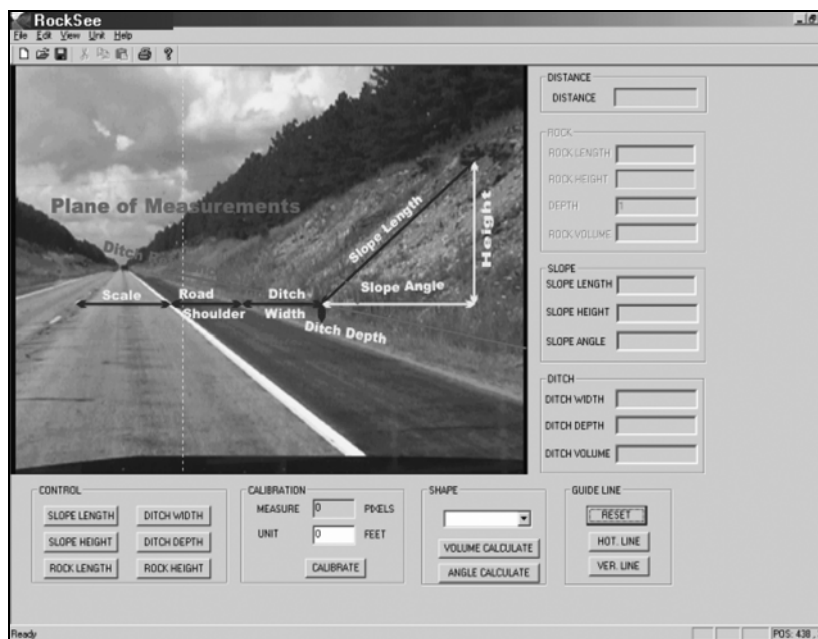 RockSee
File Edit View Unit Help
Plane of Measurements
Ditch
Scale
Road
Shoulder
Ditch
Width
Ditch Depth
Slope Length
Slope Angle
Height
DISTANCE
DISTANCE
ROCK
ROCK LENGTH
ROCK HEIGHT
DEPTH 1
ROCK VOLUME
SLOPE
SLOPE LENGTH
SLOPE HEIGHT
SLOPE ANGLE
DITCH
DITCH WIDTH
DITCH DEPTH
DITCH VOLUME
CONTROL
SLOPE LENGTH DITCH WIDTH
SLOPE HEIGHT DITCH DEPTH
ROCK LENGTH ROCK HEIGHT
CALIBRATION
MEASURE 0 PIXELS
UNIT 0 FEET
CALIBRATE
SHAPE
VOLUME CALCULATE
ANGLE CALCULATE
GUIDE LINE
RESET
HOT. LINE
VER. LINE
Ready
POS: 438